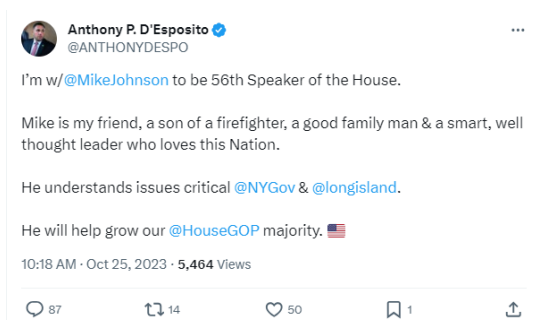 Anthony P. D'Esposito
@ANTHONYDESPO
I'm w/@MikeJohnson to be 56th Speaker of the House.
Mike is my friend, a son of a firefighter, a good family man & a smart, well
thought leader who loves this Nation.
He understands issues critical @NYGov & @longisland.
He will help grow our @HouseGOP majority. 🇺🇸
10:18 AM · Oct 25, 2023 · 5,464 Views
87 14 50 1